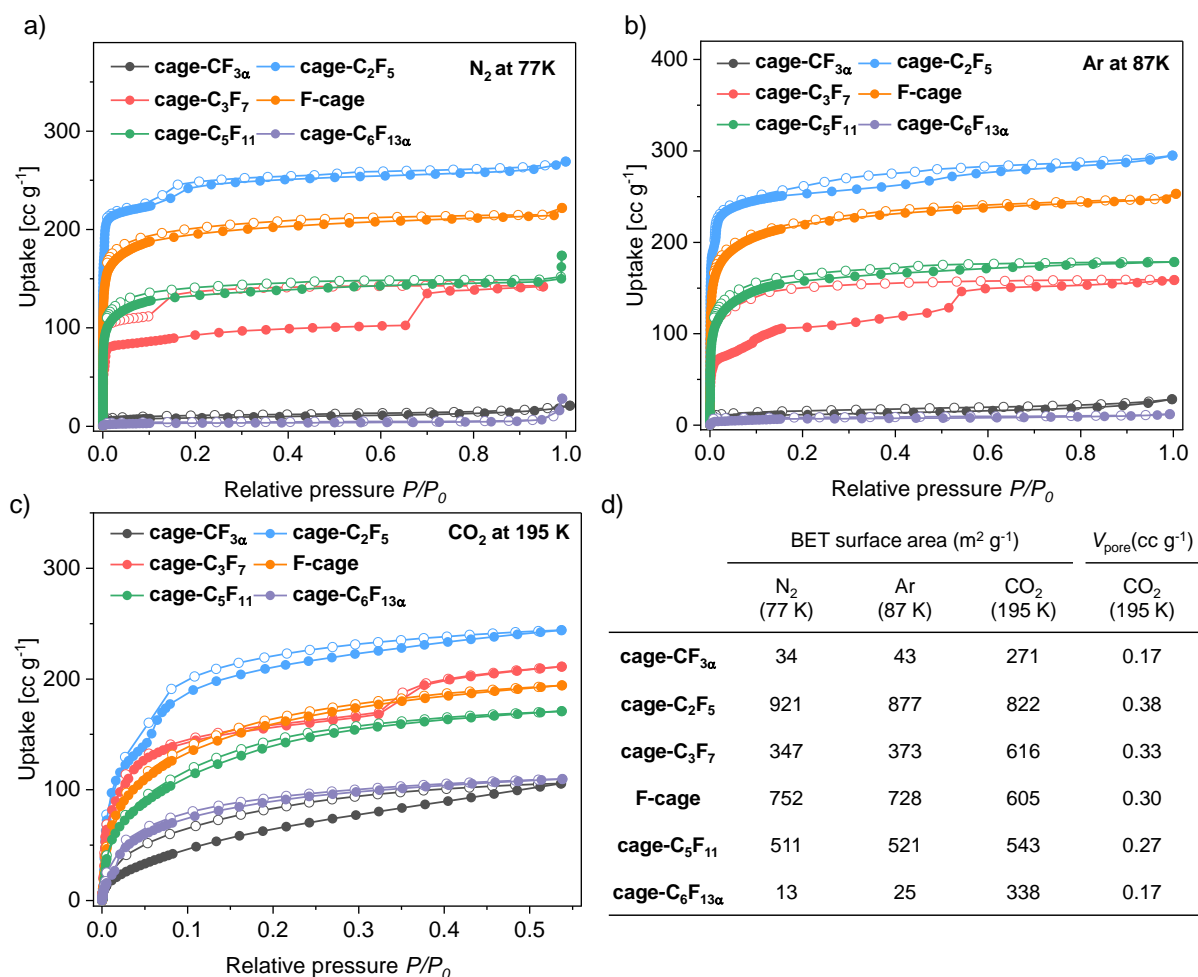 a)
N₂ at 77K
cage-CF₃α
cage-C₂F₅
cage-C₃F₇
F-cage
cage-C₅F₁₁
cage-C₆F₁₃α
Uptake [cc g⁻¹]
300
200
100
0
0.0 0.2 0.4 0.6 0.8 1.0
Relative pressure P/P₀
b)
Ar at 87K
cage-CF₃α
cage-C₂F₅
cage-C₃F₇
F-cage
cage-C₅F₁₁
cage-C₆F₁₃α
Uptake [cc g⁻¹]
400
300
200
100
0
0.0 0.2 0.4 0.6 0.8 1.0
Relative pressure P/P₀
c)
CO₂ at 195 K
cage-CF₃α
cage-C₂F₅
cage-C₃F₇
F-cage
cage-C₅F₁₁
cage-C₆F₁₃α
Uptake [cc g⁻¹]
300
200
100
0
0.0 0.1 0.2 0.3 0.4 0.5
Relative pressure P/P₀
d)
BET surface area (m² g⁻¹) V_pore(cc g⁻¹)
N₂ Ar CO₂ CO₂
(77 K) (87 K) (195 K) (195 K)
cage-CF₃α 34 43 271 0.17
cage-C₂F₅ 921 877 822 0.38
cage-C₃F₇ 347 373 616 0.33
F-cage 752 728 605 0.30
cage-C₅F₁₁ 511 521 543 0.27
cage-C₆F₁₃α 13 25 338 0.17